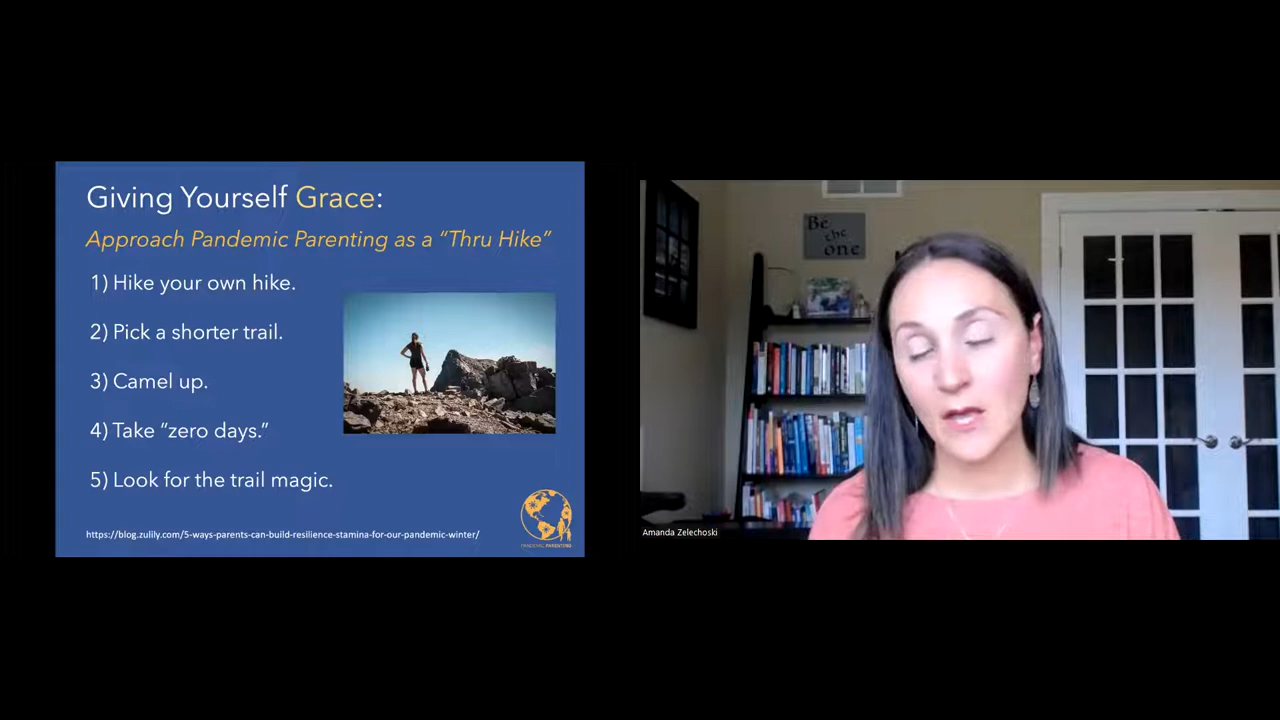 Giving Yourself Grace:
Approach Pandemic Parenting as a “Thru Hike”
1) Hike your own hike.
2) Pick a shorter trail.
3) Camel up.
4) Take “zero days.”
5) Look for the trail magic.
https://blog.zulily.com/5-ways-parents-can-build-resilience-stamina-for-our-pandemic-winter/
PANDEMIC PARENTING
Be
the
one
Amanda Zelechoski